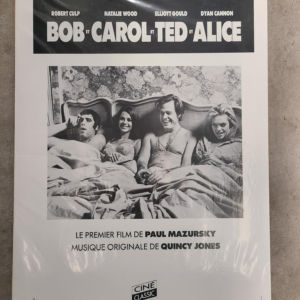 ROBERT CULP NATALIE WOOD ELLIOTT GOULD DYAN CANNON
BOB ET CAROL ET TED ET ALICE
LE PREMIER FILM DE PAUL MAZURSKY
MUSIQUE ORIGINALE DE QUINCY JONES
CINÉ
CLASSIC